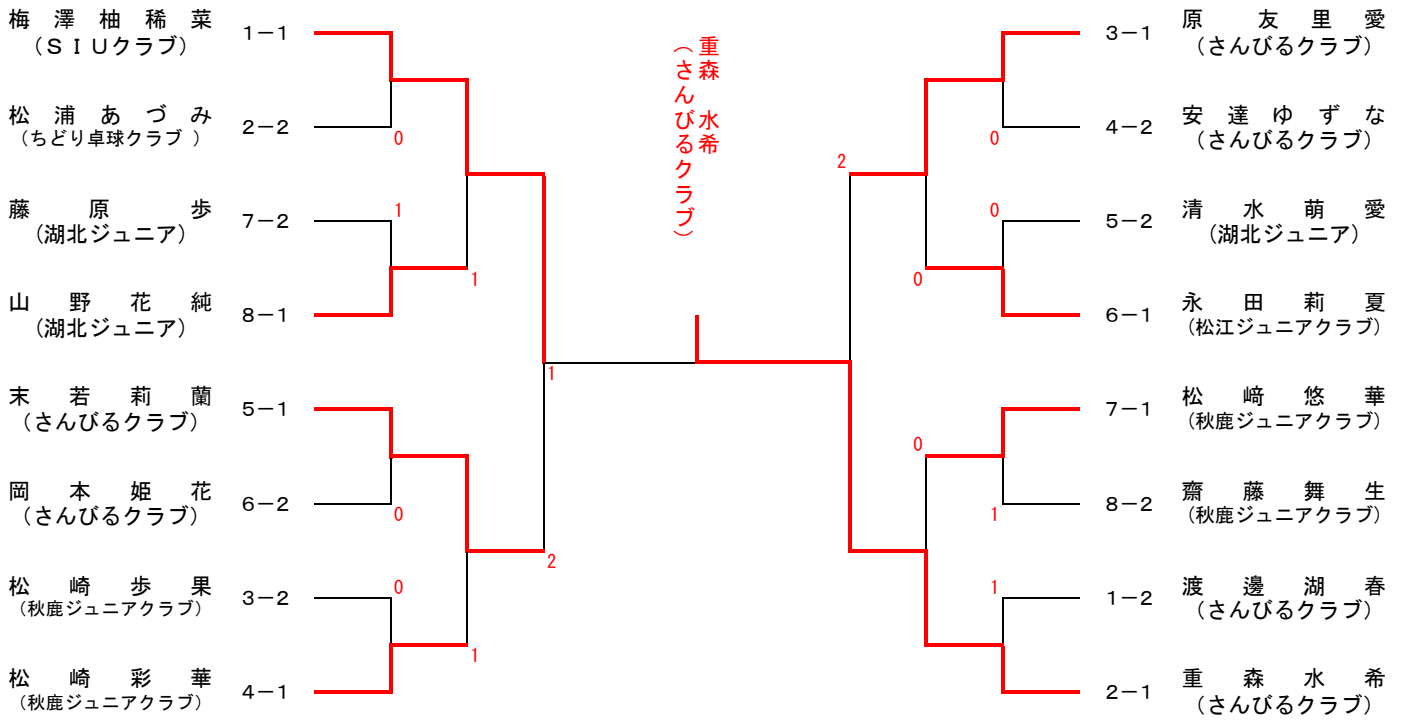 梅澤柚稀菜
(ＳＩＵクラブ)
1－1
松浦あづみ
(ちどり卓球クラブ )
2－2
0
藤原歩
(湖北ジュニア)
7－2
1
山野花純
(湖北ジュニア)
8－1
1
末若莉蘭
(さんびるクラブ)
5－1
1
岡本姫花
(さんびるクラブ)
6－2
0
2
松崎歩果
(秋鹿ジュニアクラブ)
3－2
0
松崎彩華
(秋鹿ジュニアクラブ)
4－1
1
重森 水希
(さんびるクラブ)
原友里愛
(さんびるクラブ)
3－1
安達ゆずな
(さんびるクラブ)
4－2
0
2
清水萌愛
(湖北ジュニア)
5－2
0
永田莉夏
(松江ジュニアクラブ)
6－1
0
松﨑悠華
(秋鹿ジュニアクラブ)
7－1
0
齋藤舞生
(秋鹿ジュニアクラブ)
8－2
1
渡邊湖春
(さんびるクラブ)
1－2
1
重森水希
(さんびるクラブ)
2－1